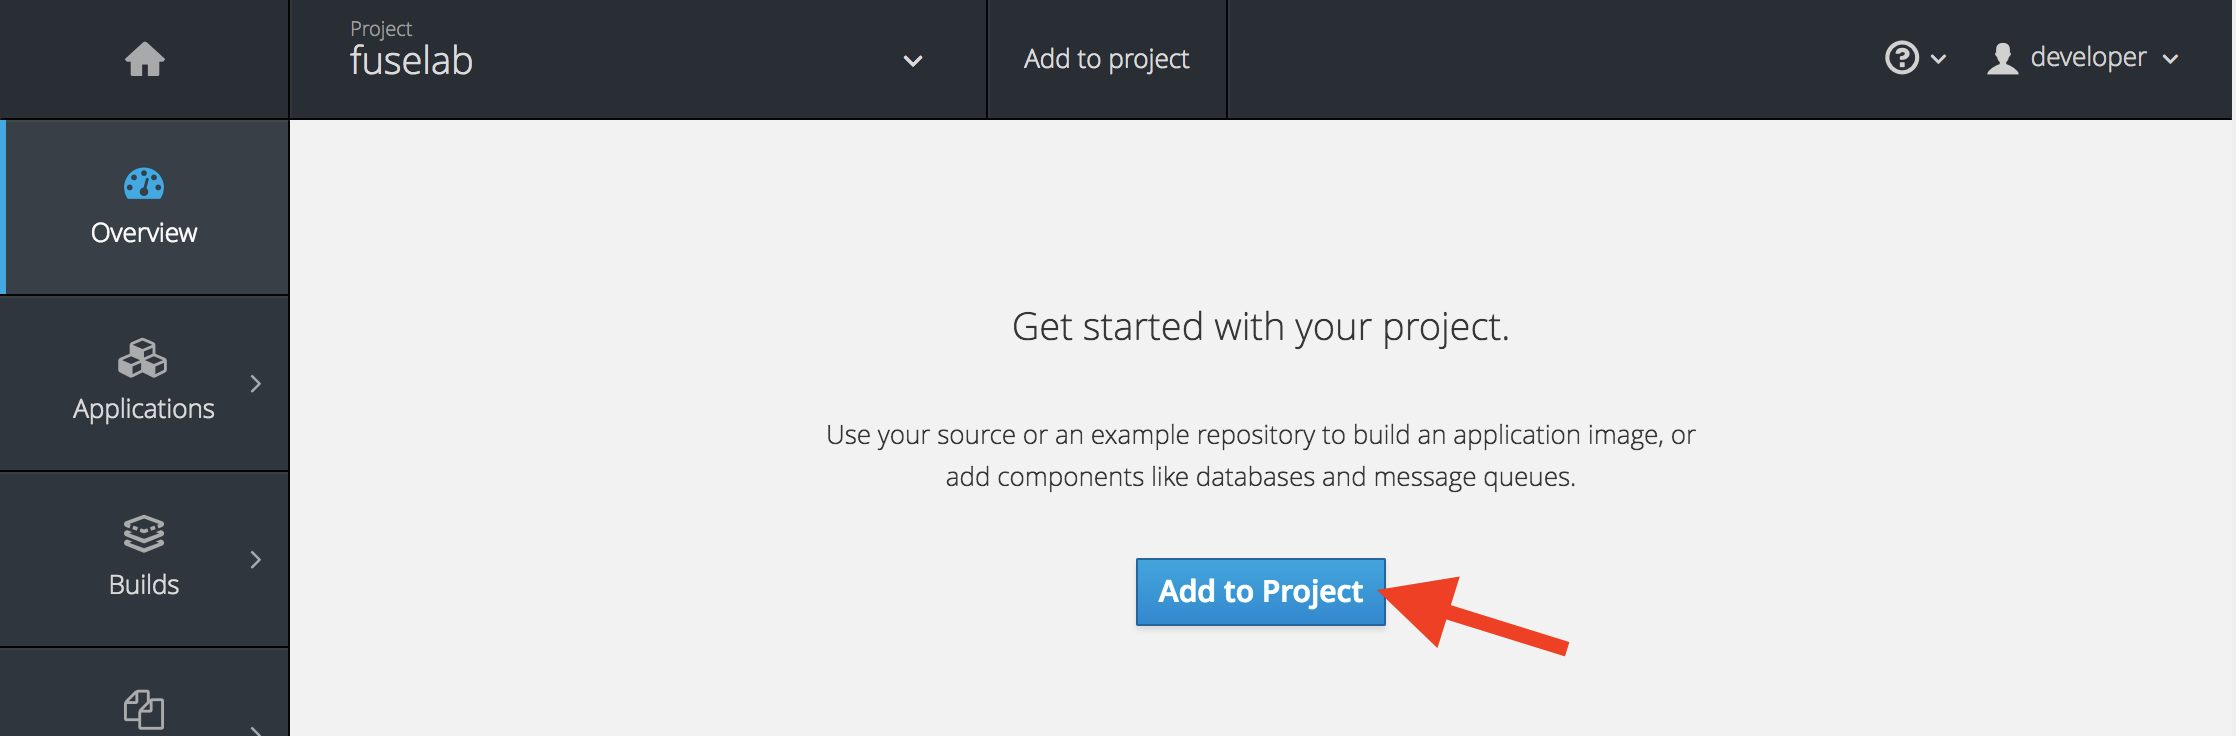 Project
fuselab
Add to project
developer
Overview
Applications
Builds
Get started with your project.
Use your source or an example repository to build an application image, or
add components like databases and message queues.
Add to Project